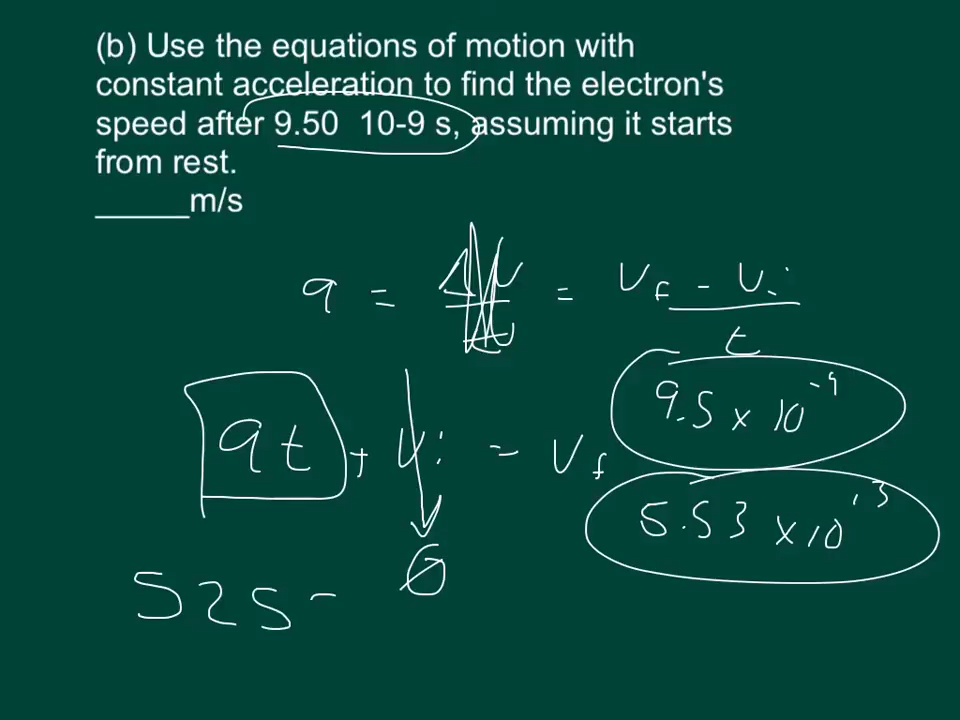 (b) Use the equations of motion with
constant acceleration to find the electron's
speed after 9.50 10-9 s, assuming it starts
from rest.
_____m/s
a = Δv/Δt = Vf - Vi / t
9.5 x 10^-9
at + Vi = Vf
5.53 x 10^13
0
525-